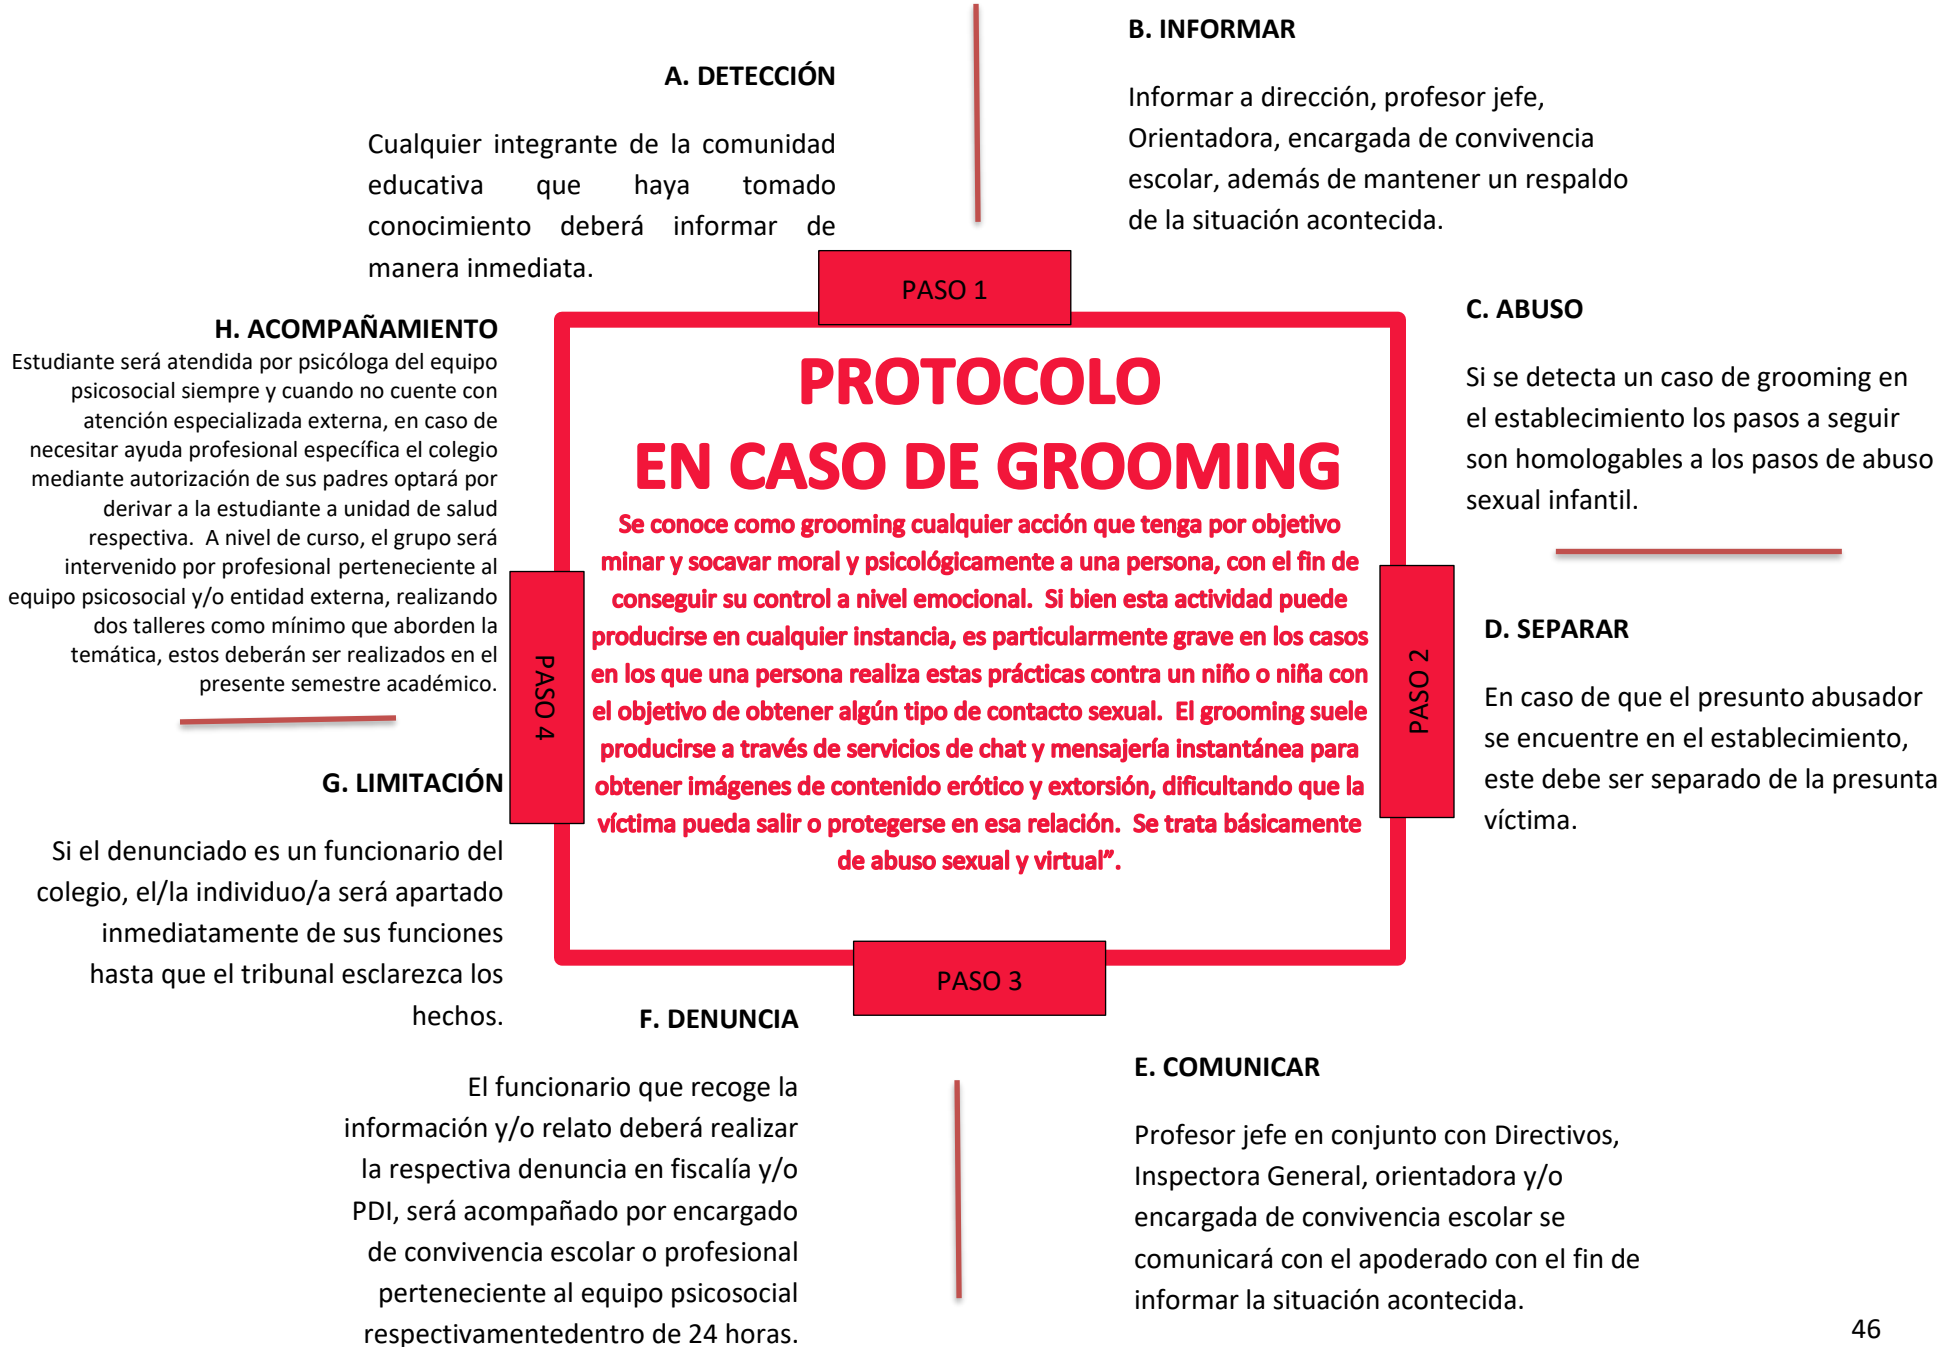 A. DETECCIÓN
Cualquier integrante de la comunidad
educativa que haya tomado
conocimiento deberá informar de
manera inmediata.
B. INFORMAR
Informar a dirección, profesor jefe,
Orientadora, encargada de convivencia
escolar, además de mantener un respaldo
de la situación acontecida.
PASO 1
PROTOCOLO
EN CASO DE GROOMING
Se conoce como grooming cualquier acción que tenga por objetivo
minar y socavar moral y psicológicamente a una persona, con el fin de
conseguir su control a nivel emocional. Si bien esta actividad puede
producirse en cualquier instancia, es particularmente grave en los casos
en los que una persona realiza estas prácticas contra un niño o niña con
el objetivo de obtener algún tipo de contacto sexual. El grooming suele
producirse a través de servicios de chat y mensajería instantánea para
obtener imágenes de contenido erótico y extorsión, dificultando que la
víctima pueda salir o protegerse en esa relación. Se trata básicamente
de abuso sexual y virtual”.
C. ABUSO
Si se detecta un caso de grooming en
el establecimiento los pasos a seguir
son homologables a los pasos de abuso
sexual infantil.
PASO 2
D. SEPARAR
En caso de que el presunto abusador
se encuentre en el establecimiento,
este debe ser separado de la presunta
víctima.
PASO 3
E. COMUNICAR
Profesor jefe en conjunto con Directivos,
Inspectora General, orientadora y/o
encargada de convivencia escolar se
comunicará con el apoderado con el fin de
informar la situación acontecida.
F. DENUNCIA
El funcionario que recoge la
información y/o relato deberá realizar
la respectiva denuncia en fiscalía y/o
PDI, será acompañado por encargado
de convivencia escolar o profesional
perteneciente al equipo psicosocial
respectivamentedentro de 24 horas.
PASO 4
G. LIMITACIÓN
Si el denunciado es un funcionario del
colegio, el/la individuo/a será apartado
inmediatamente de sus funciones
hasta que el tribunal esclarezca los
hechos.
H. ACOMPAÑAMIENTO
Estudiante será atendida por psicóloga del equipo
psicosocial siempre y cuando no cuente con
atención especializada externa, en caso de
necesitar ayuda profesional específica el colegio
mediante autorización de sus padres optará por
derivar a la estudiante a unidad de salud
respectiva. A nivel de curso, el grupo será
intervenido por profesional perteneciente al
equipo psicosocial y/o entidad externa, realizando
dos talleres como mínimo que aborden la
temática, estos deberán ser realizados en el
presente semestre académico.
46